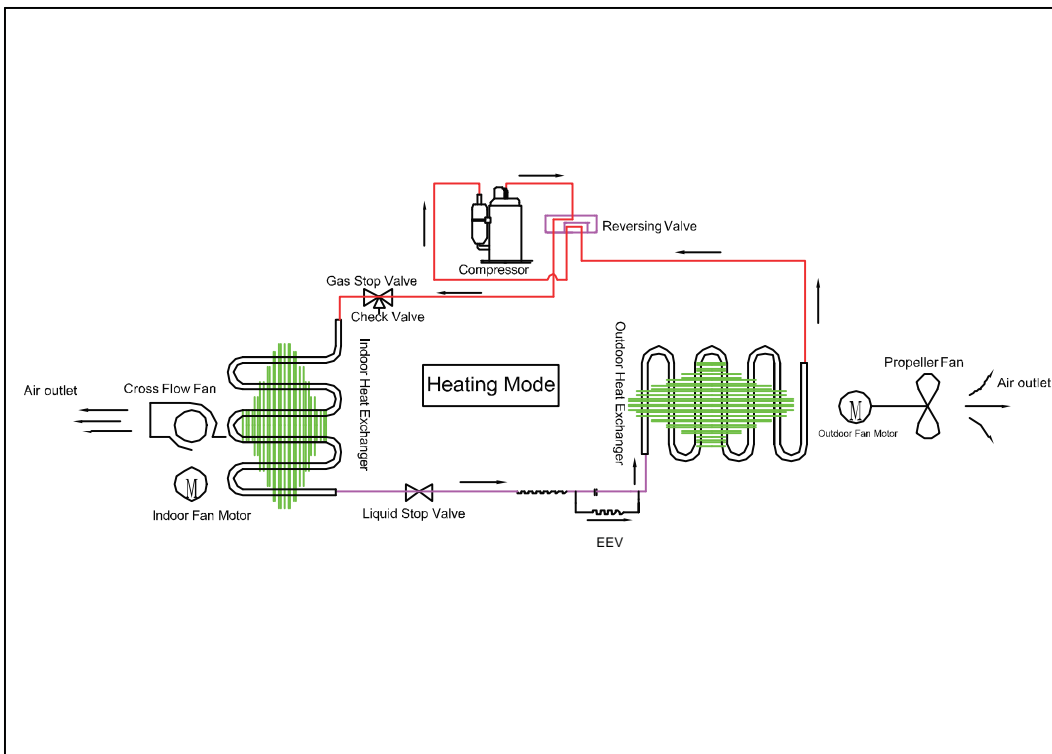 Reversing Valve
Compressor
Gas Stop Valve
Check Valve
Indoor Heat Exchanger
Outdoor Heat Exchanger
Heating Mode
Propeller Fan
Air outlet
Cross Flow Fan
Air outlet
M
Outdoor Fan Motor
M
Indoor Fan Motor
Liquid Stop Valve
EEV